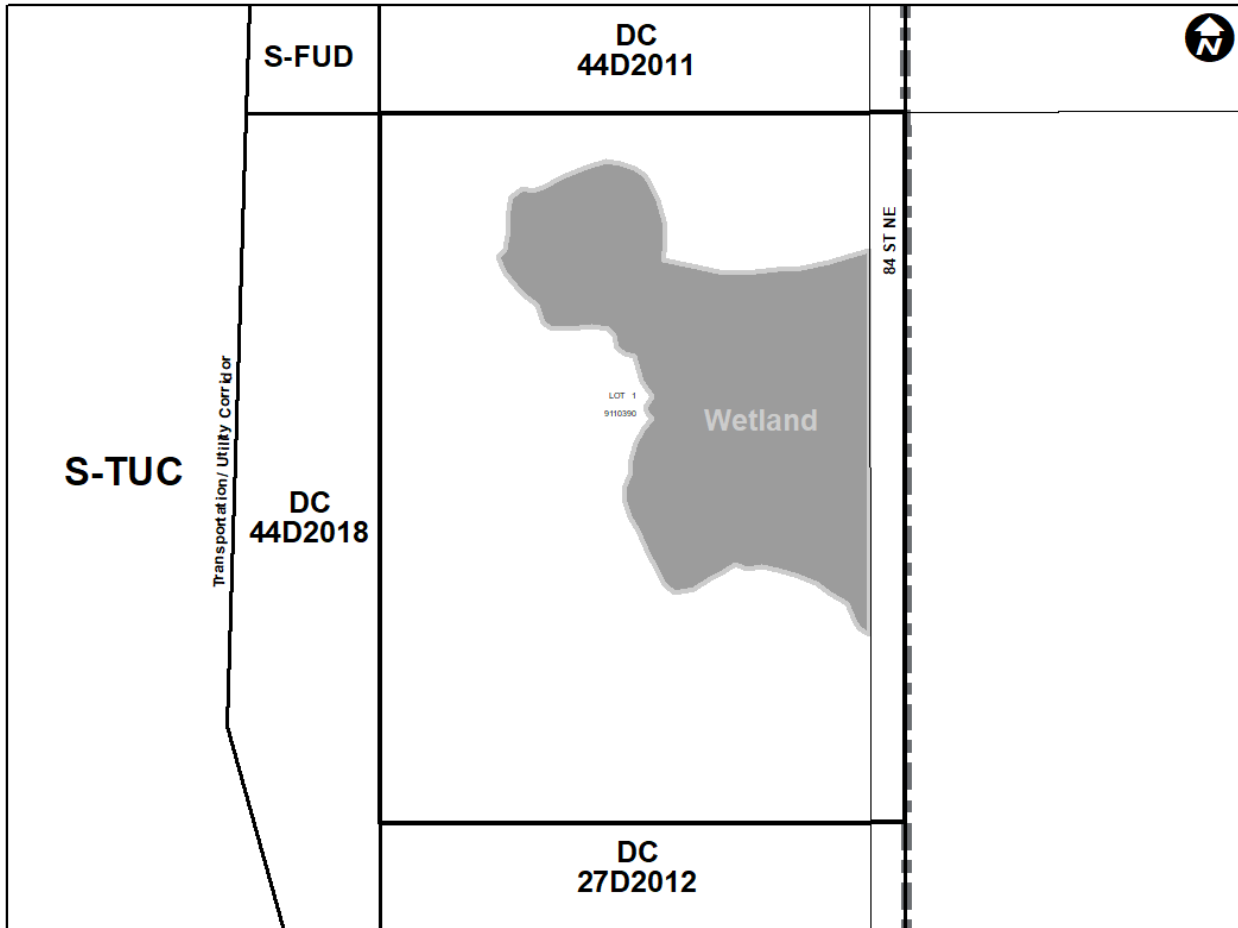 S-FUD
DC
44D2011
N
84 ST NE
LOT 1
9110390
Wetland
Transportation/ Utility Corridor
S-TUC
DC
44D2018
DC
27D2012